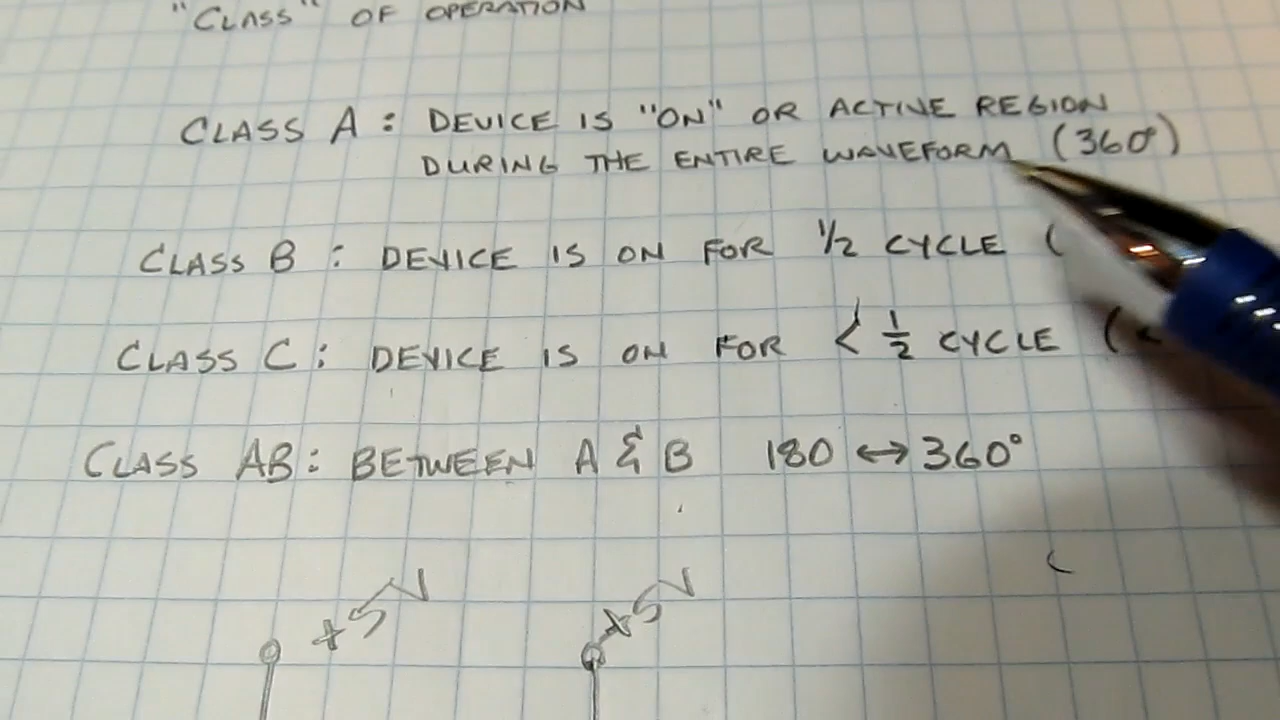 "CLASS" OF OPERATION
CLASS A : DEVICE IS "ON" OR ACTIVE REGION
DURING THE ENTIRE WAVEFORM (360°)
CLASS B : DEVICE IS ON FOR 1/2 CYCLE (
CLASS C : DEVICE IS ON FOR < 1/2 CYCLE (<
CLASS AB : BETWEEN A & B 180 ↔ 360°
+5V +5V